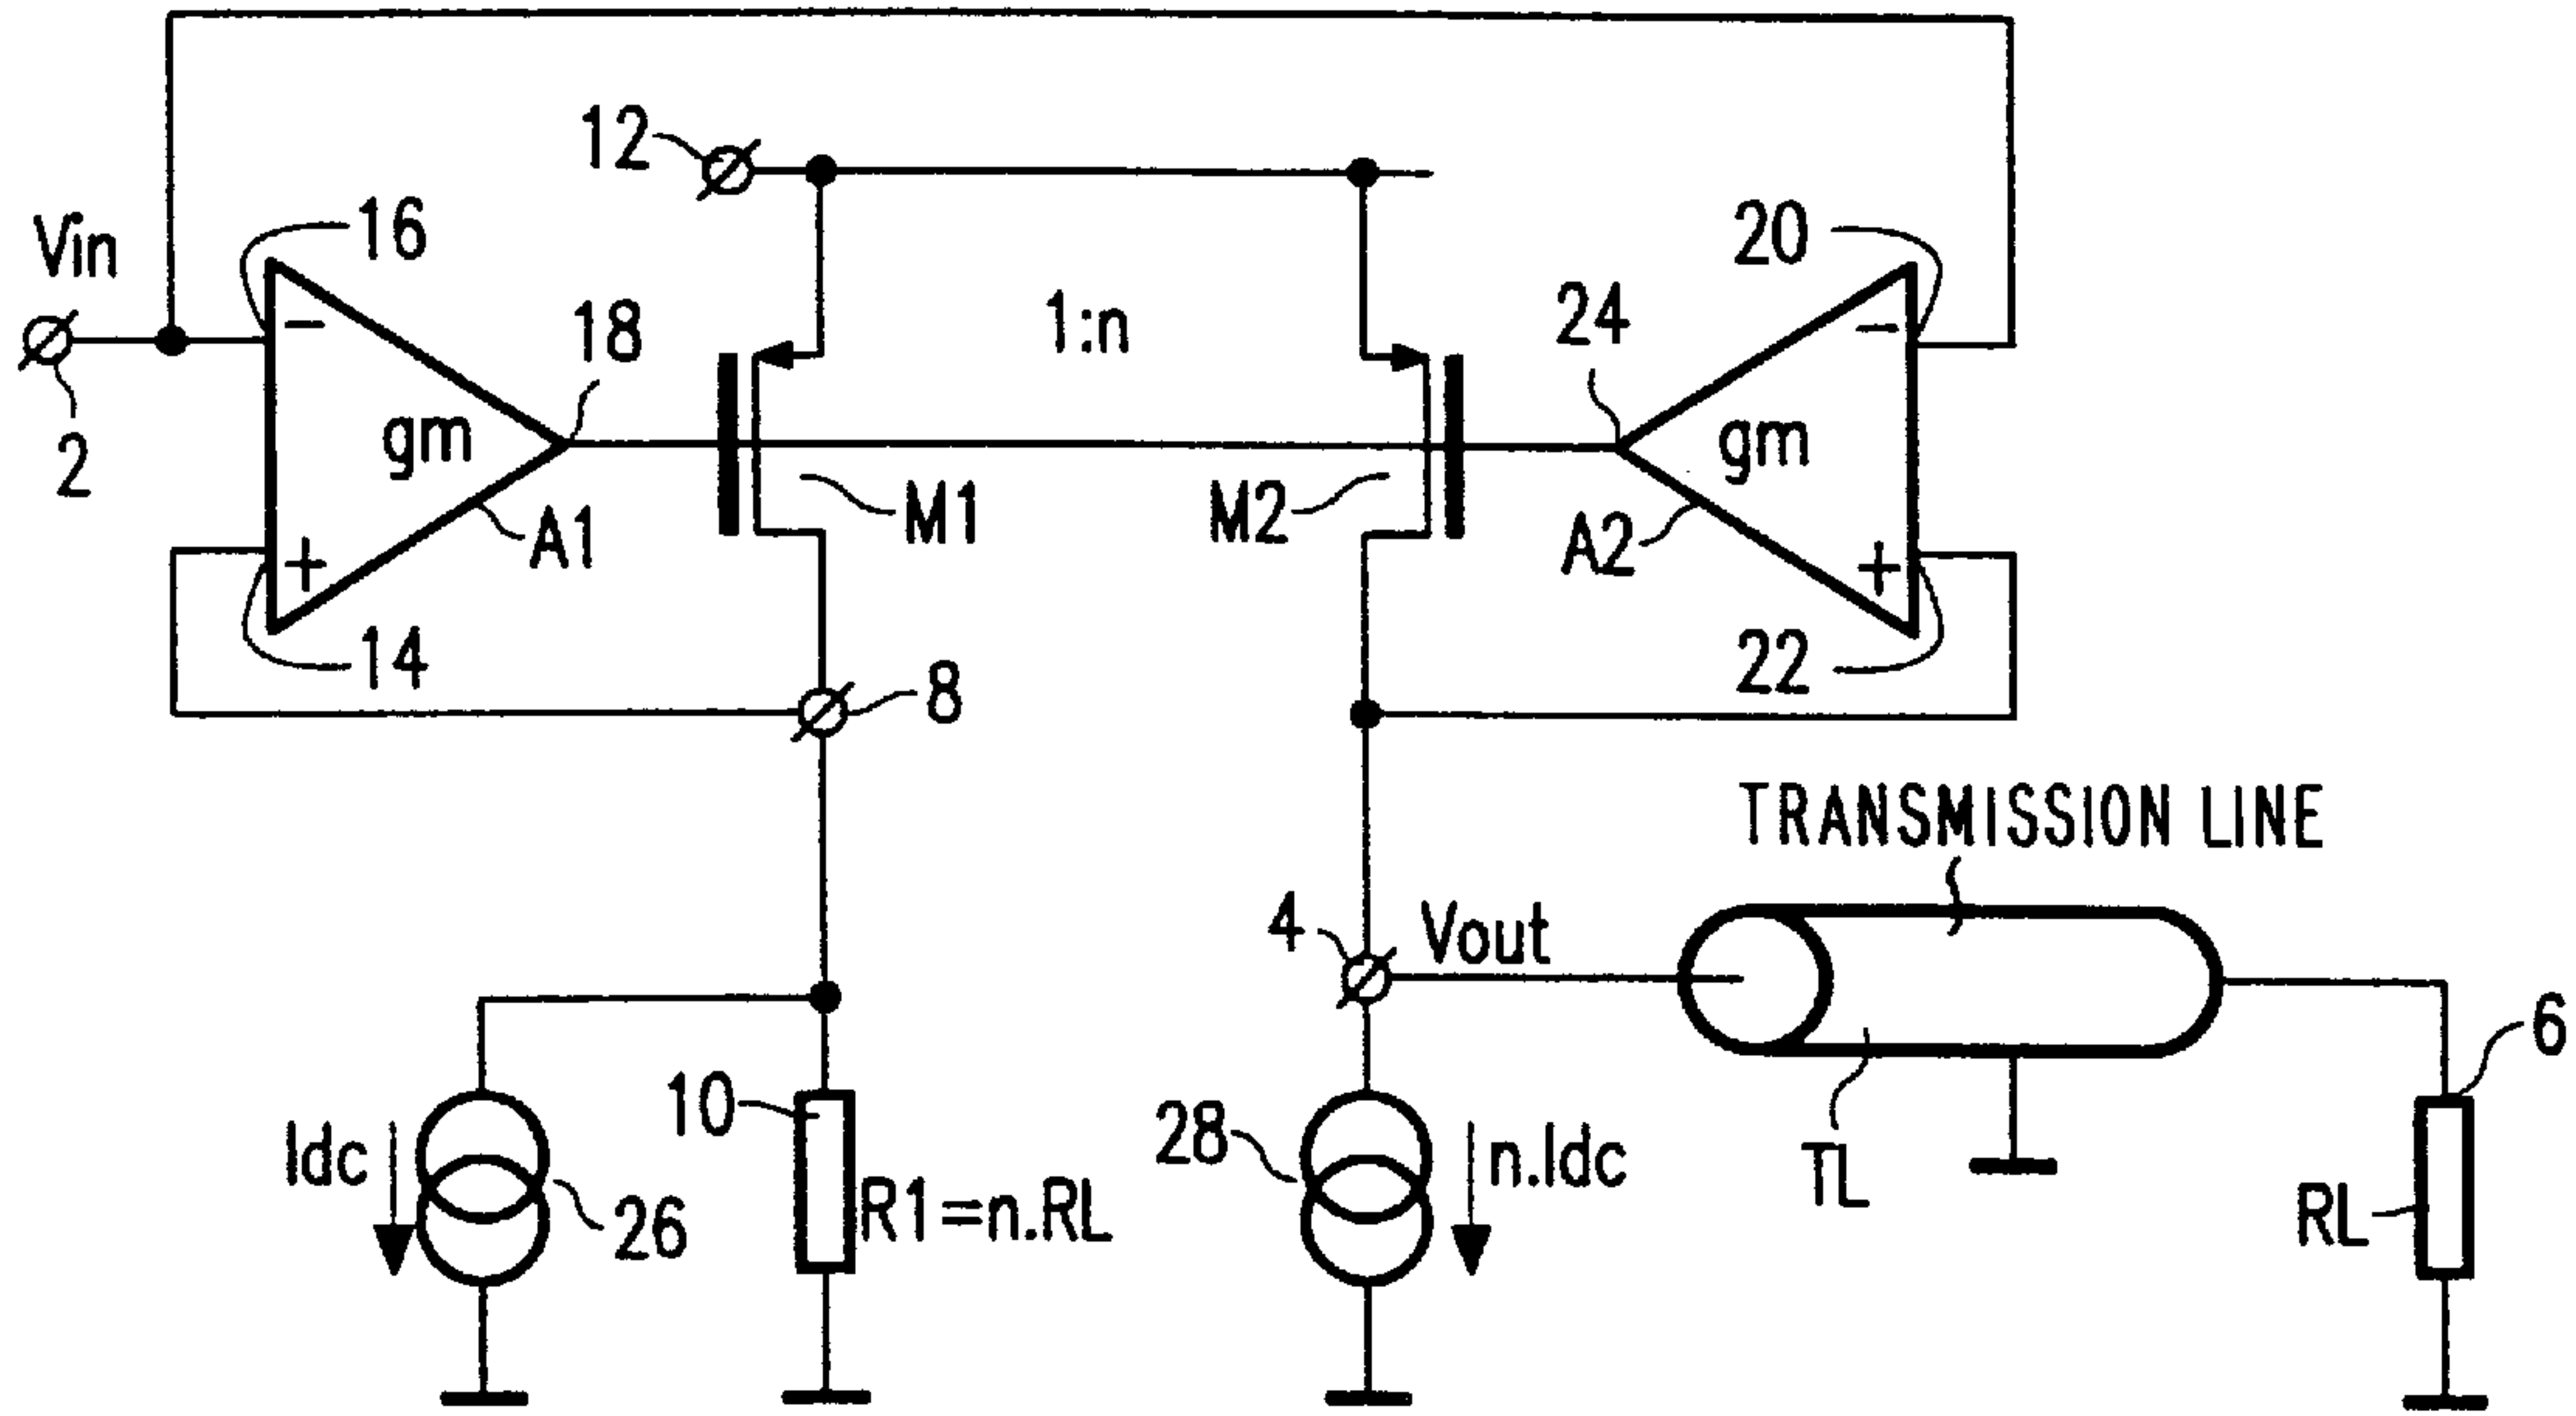 12
Vin
16
20
18
1:n
24
gm
gm
2
M1
M2
A1
A2
−
+
−
+
14
22
8
TRANSMISSION LINE
4
Vout
6
10
28
Idc
n.Idc
TL
R1=n.RL
26
RL